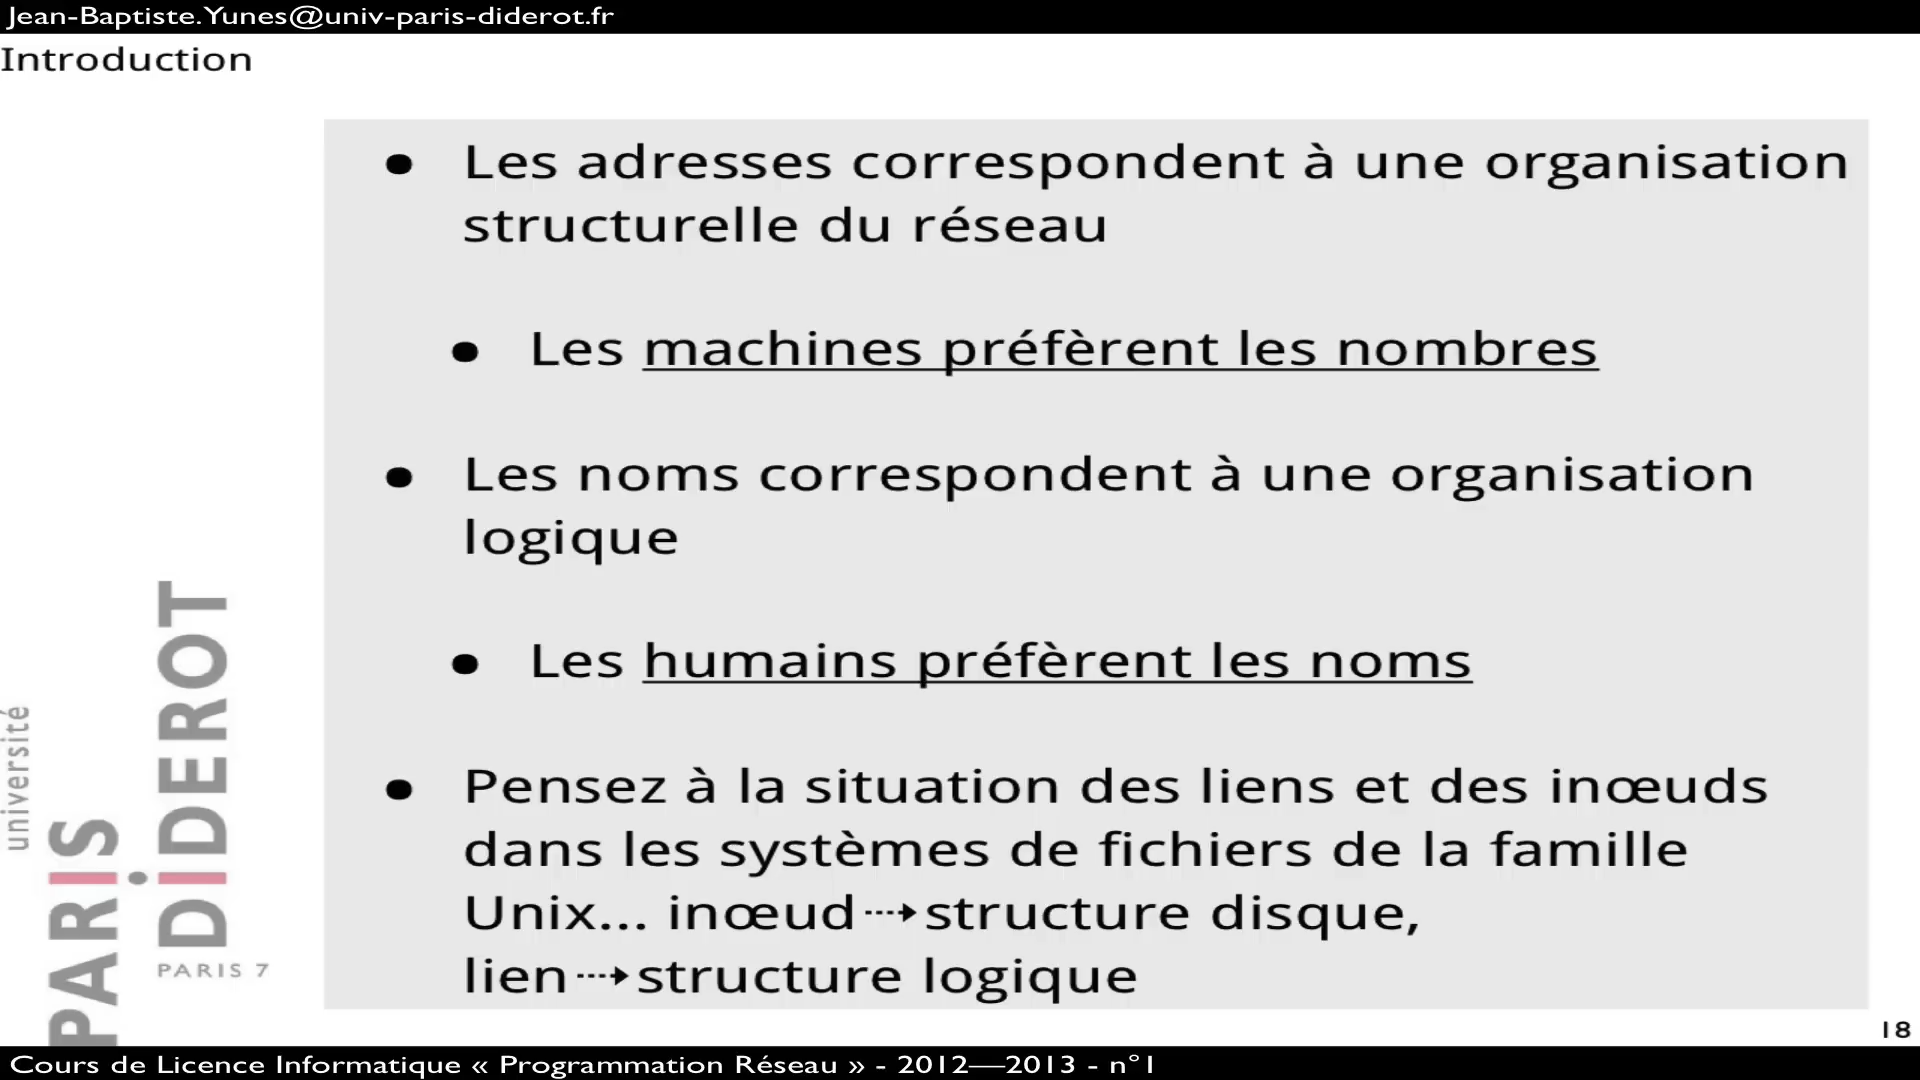 Jean-Baptiste.Yunes@univ-paris-diderot.fr
Introduction
• Les adresses correspondent à une organisation
structurelle du réseau
• Les machines préfèrent les nombres
• Les noms correspondent à une organisation
logique
• Les humains préfèrent les noms
• Pensez à la situation des liens et des inœuds
dans les systèmes de fichiers de la famille
Unix... inœud⇢structure disque,
lien⇢structure logique
université
PARIS
DIDEROT
PARIS 7
18
Cours de Licence Informatique « Programmation Réseau » - 2012—2013 - n°1